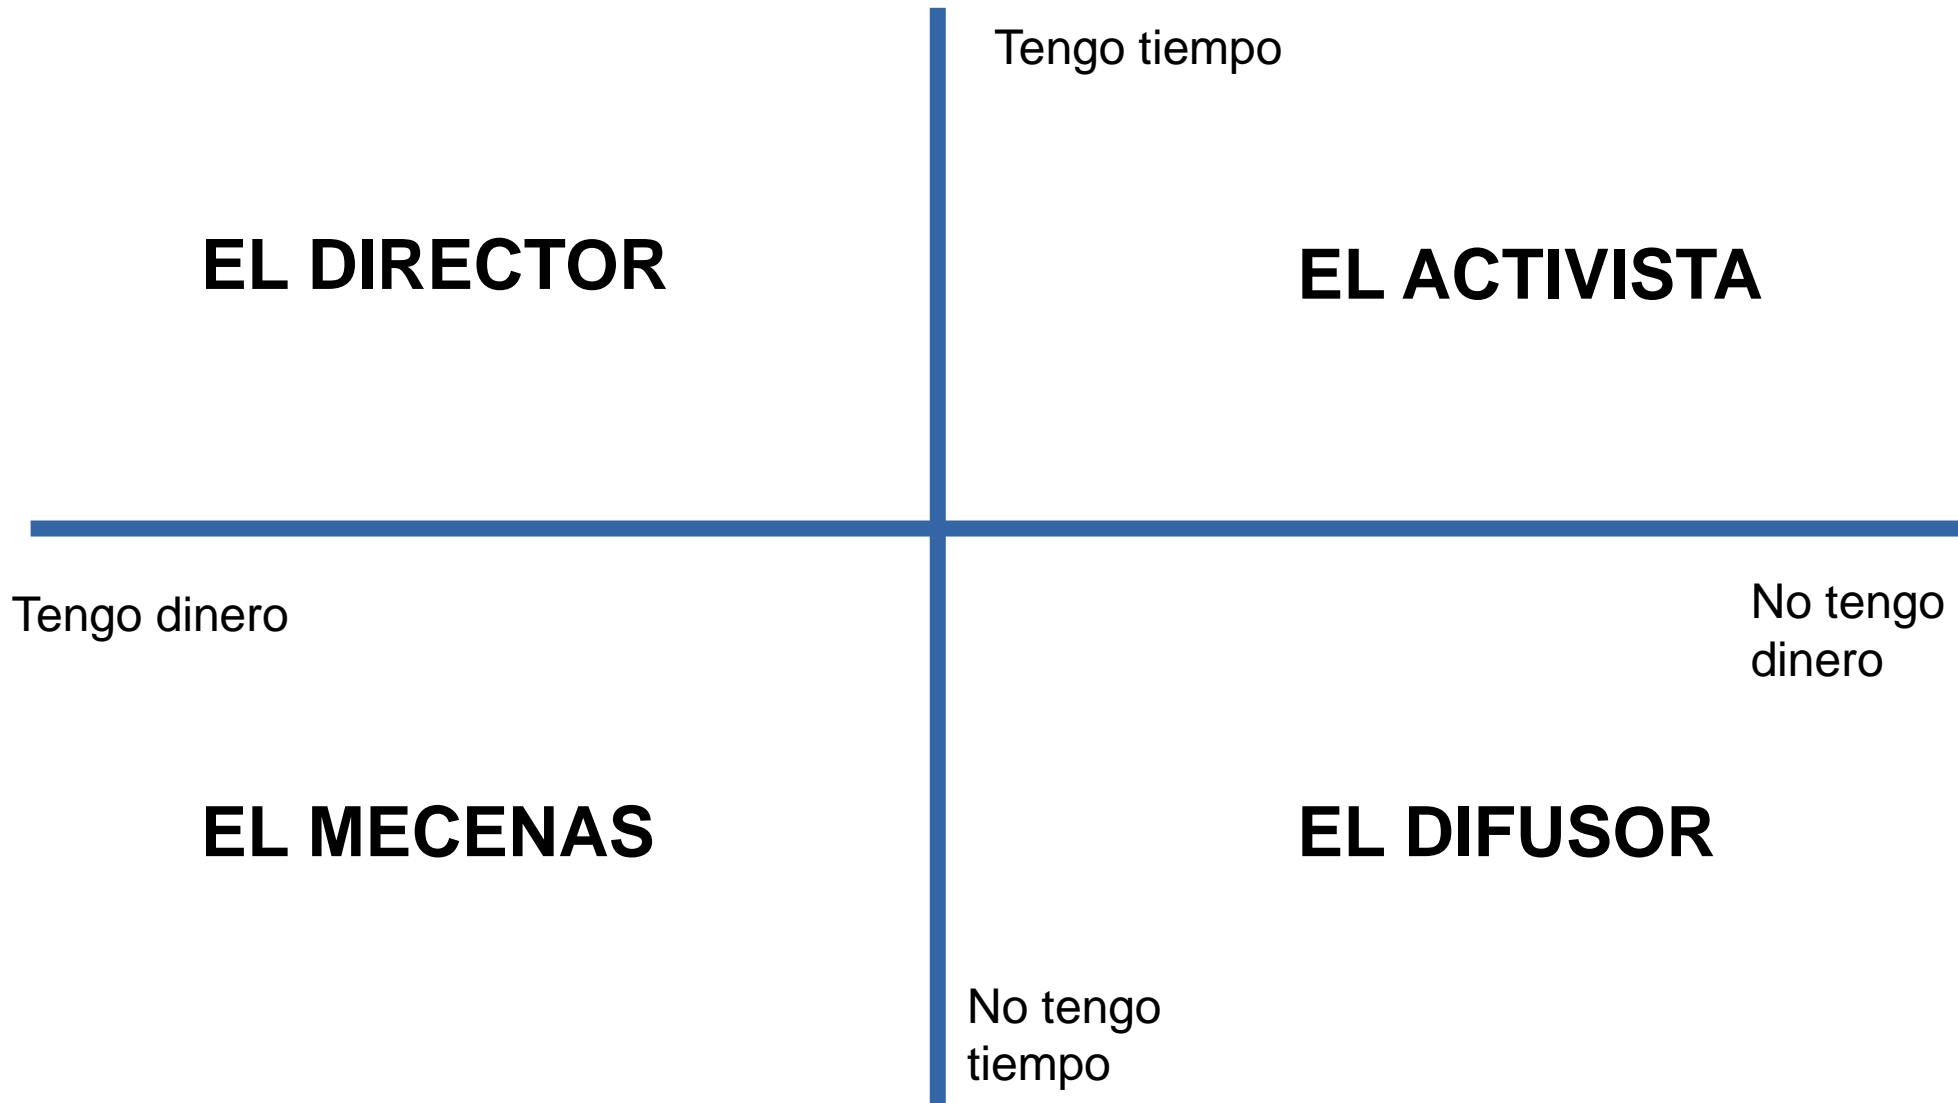 Tengo tiempo
EL DIRECTOR
EL ACTIVISTA
Tengo dinero
No tengo
dinero
EL MECENAS
EL DIFUSOR
No tengo
tiempo